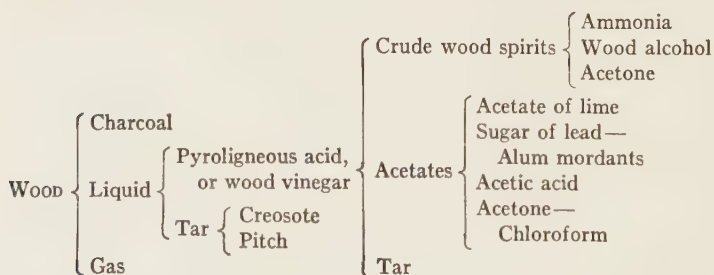 WOOD
Charcoal
Liquid
Gas
Pyroligneous acid,
or wood vinegar
Tar
Creosote
Pitch
Crude wood spirits
Acetates
Tar
Ammonia
Wood alcohol
Acetone
Acetate of lime
Sugar of lead—
Alum mordants
Acetic acid
Acetone—
Chloroform